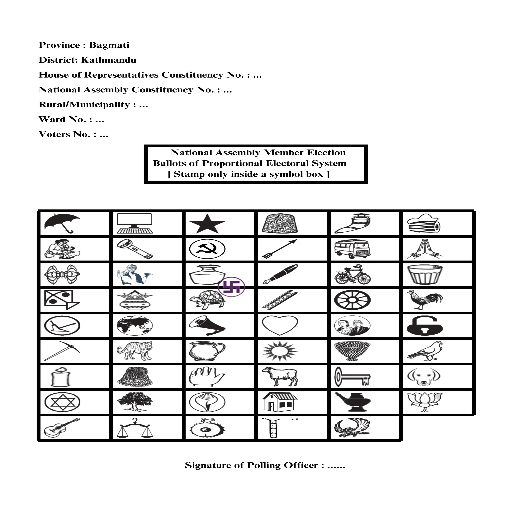 Province : Bagmati
District: Kathmandu
House of Representatives Constituency No. : ...
National Assembly Constituency No. : ...
Rural/Municipality : ...
Ward No. : ...
Voters No. : ...
National Assembly Member Election
Ballots of Proportional Electoral System
[ Stamp only inside a symbol box ]
Signature of Polling Officer : ......